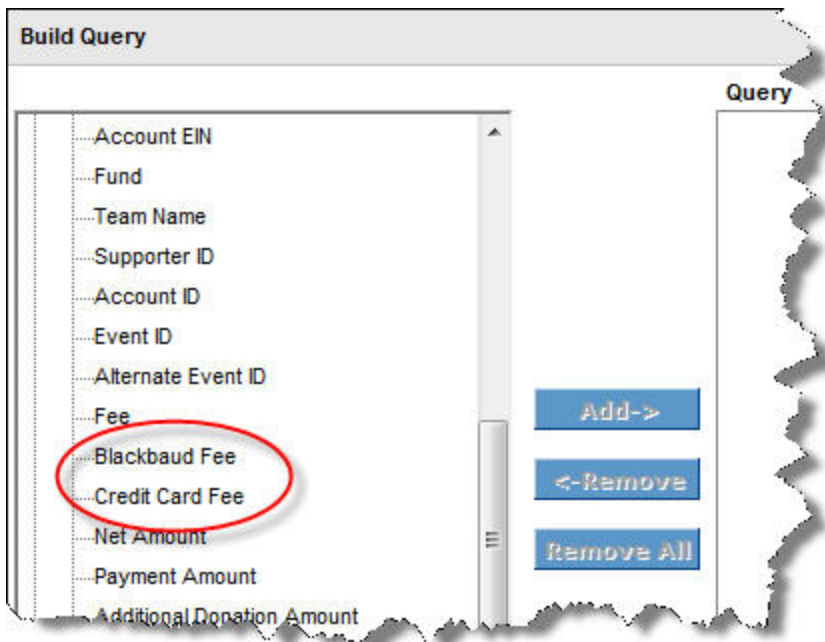 Build Query
Query
Account EIN
Fund
Team Name
Supporter ID
Account ID
Event ID
Alternate Event ID
Fee
Blackbaud Fee
Credit Card Fee
Net Amount
Payment Amount
Additional Donation Amount
Add->
<-Remove
Remove All